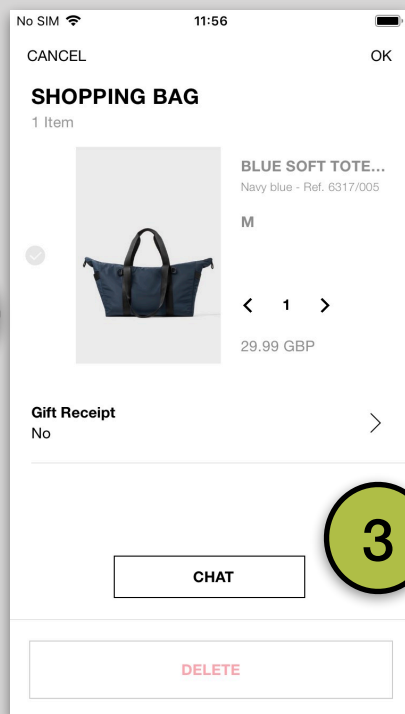 No SIM 11:56
CANCEL OK
SHOPPING BAG
1 Item
BLUE SOFT TOTE...
Navy blue - Ref. 6317/005
M
1
29.99 GBP
Gift Receipt
No
3
CHAT
DELETE